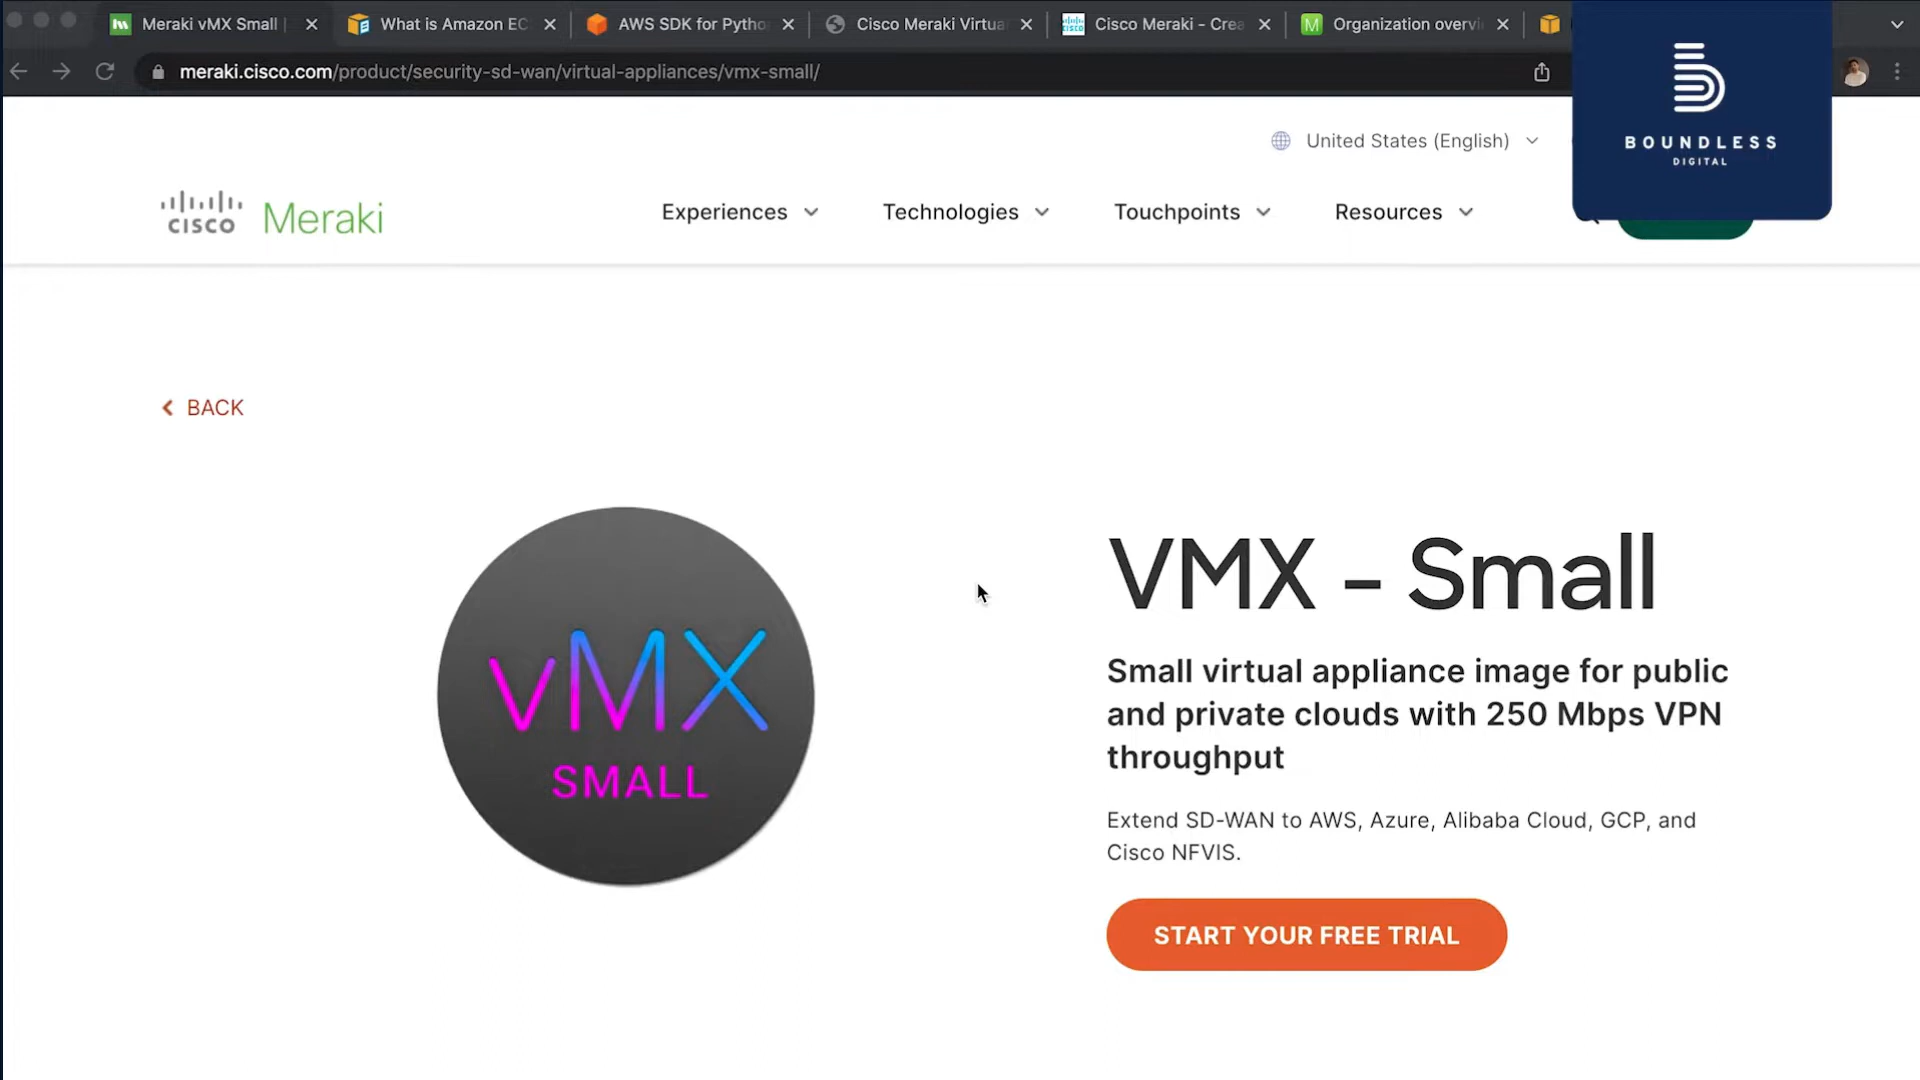 Meraki vMX Small |
What is Amazon EC
AWS SDK for Pytho
Cisco Meraki Virtua
Cisco Meraki - Crea
Organization overvi
meraki.cisco.com/product/security-sd-wan/virtual-appliances/vmx-small/
BOUNDLESS
DIGITAL
United States (English)
cisco Meraki
Experiences
Technologies
Touchpoints
Resources
BACK
vMX
SMALL
VMX - Small
Small virtual appliance image for public
and private clouds with 250 Mbps VPN
throughput
Extend SD-WAN to AWS, Azure, Alibaba Cloud, GCP, and
Cisco NFVIS.
START YOUR FREE TRIAL